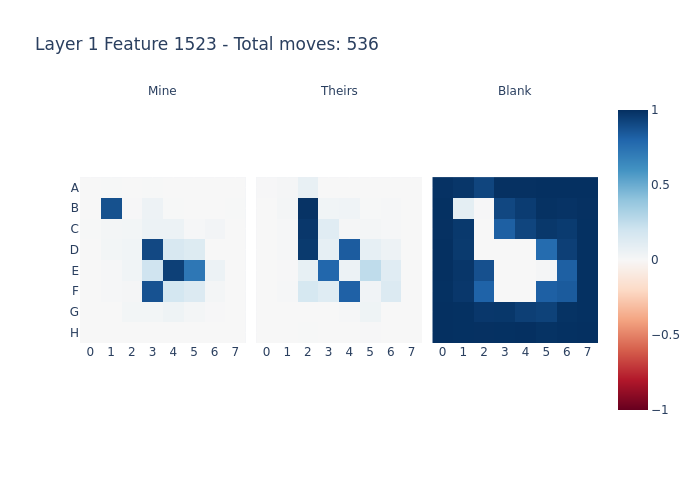 Layer 1 Feature 1523 - Total moves: 536
Mine Theirs Blank
A
B
C
D
E
F
G
H
0 1 2 3 4 5 6 7 0 1 2 3 4 5 6 7 0 1 2 3 4 5 6 7
1
0.5
0
−0.5
−1